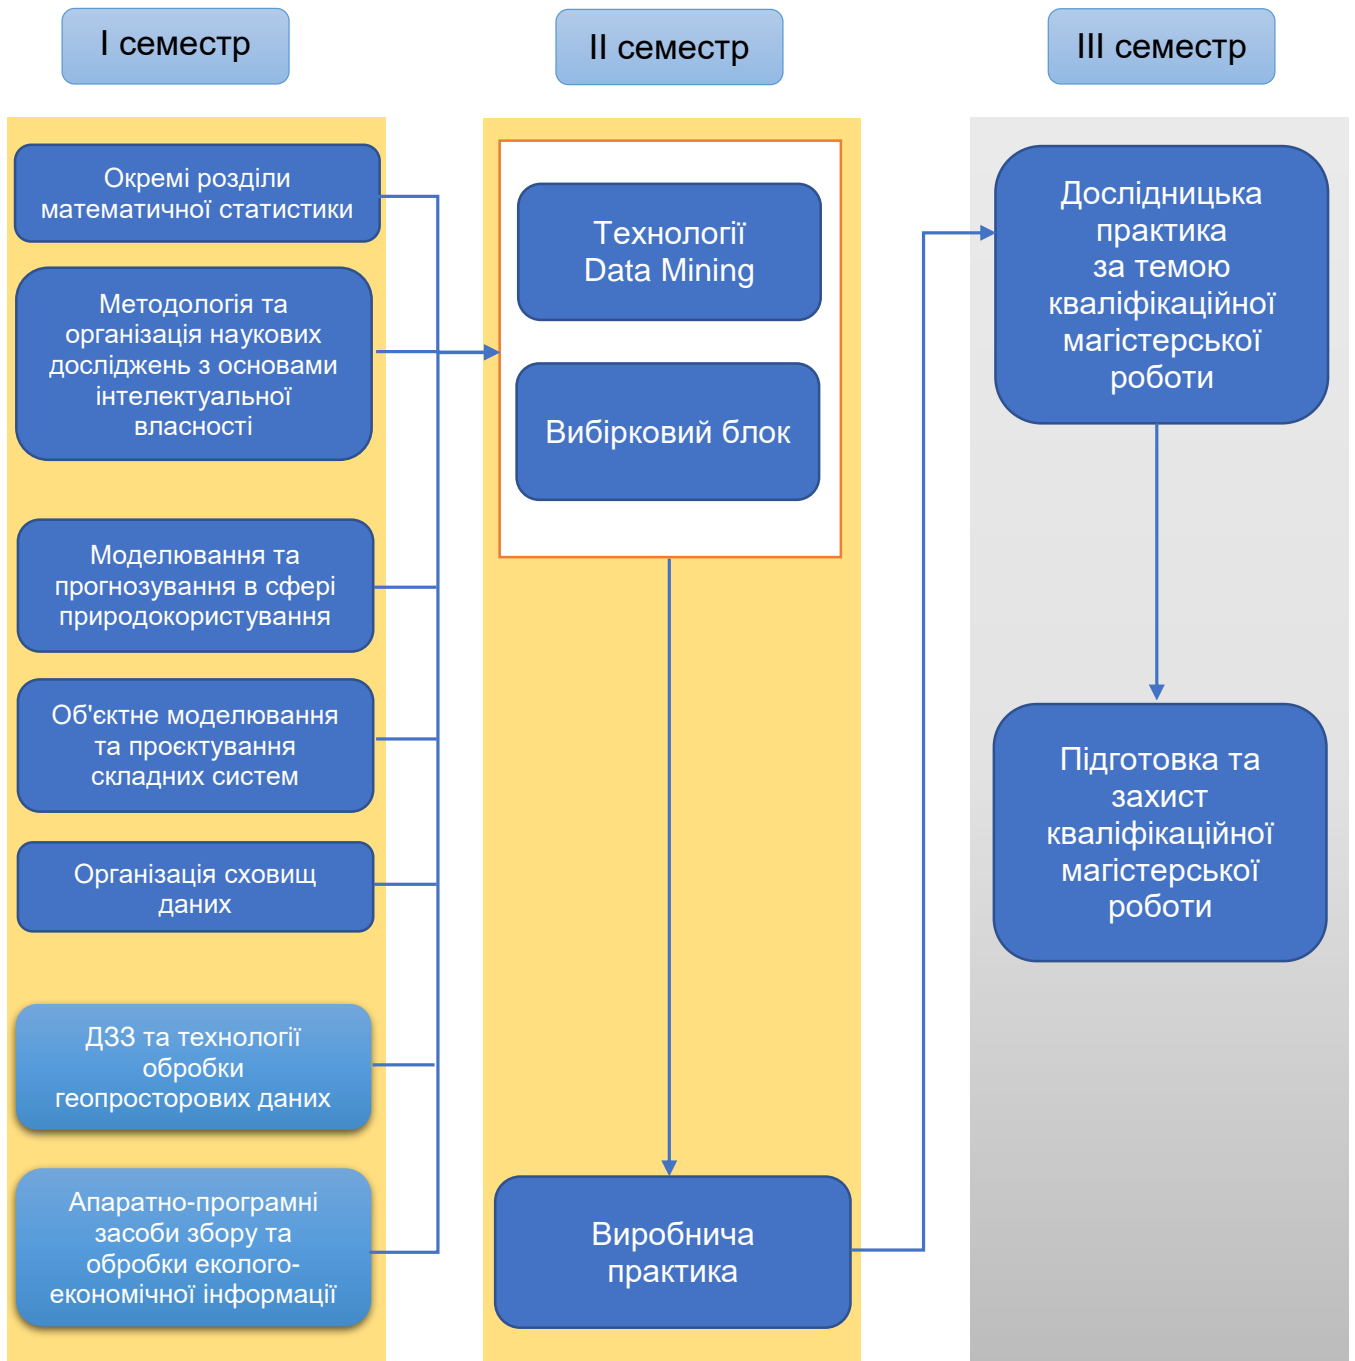 І семестр
Окремі розділи
математичної статистики
Методологія та
організація наукових
досліджень з основами
інтелектуальної
власності
Моделювання та
прогнозування в сфері
природокористування
Об'єктне моделювання
та проєктування
складних систем
Організація сховищ
даних
ДЗЗ та технології
обробки
геопросторових даних
Апаратно-програмні
засоби збору та
обробки еколого-
економічної інформації
ІІ семестр
Технології
Data Mining
Вибірковий блок
Виробнича
практика
ІІІ семестр
Дослідницька
практика
за темою
кваліфікаційної
магістерської
роботи
Підготовка та
захист
кваліфікаційної
магістерської
роботи